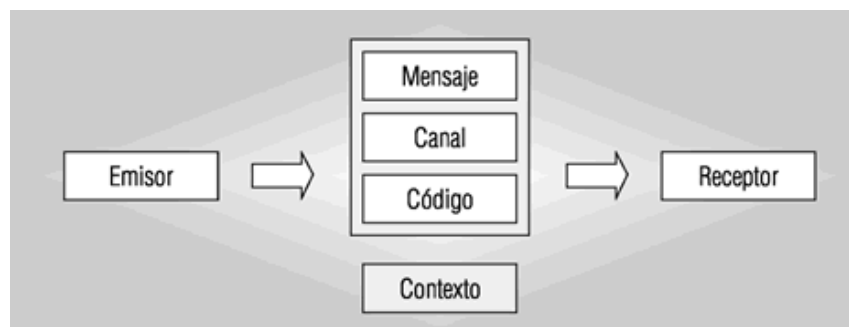 Emisor
Mensaje
Canal
Código
Receptor
Contexto